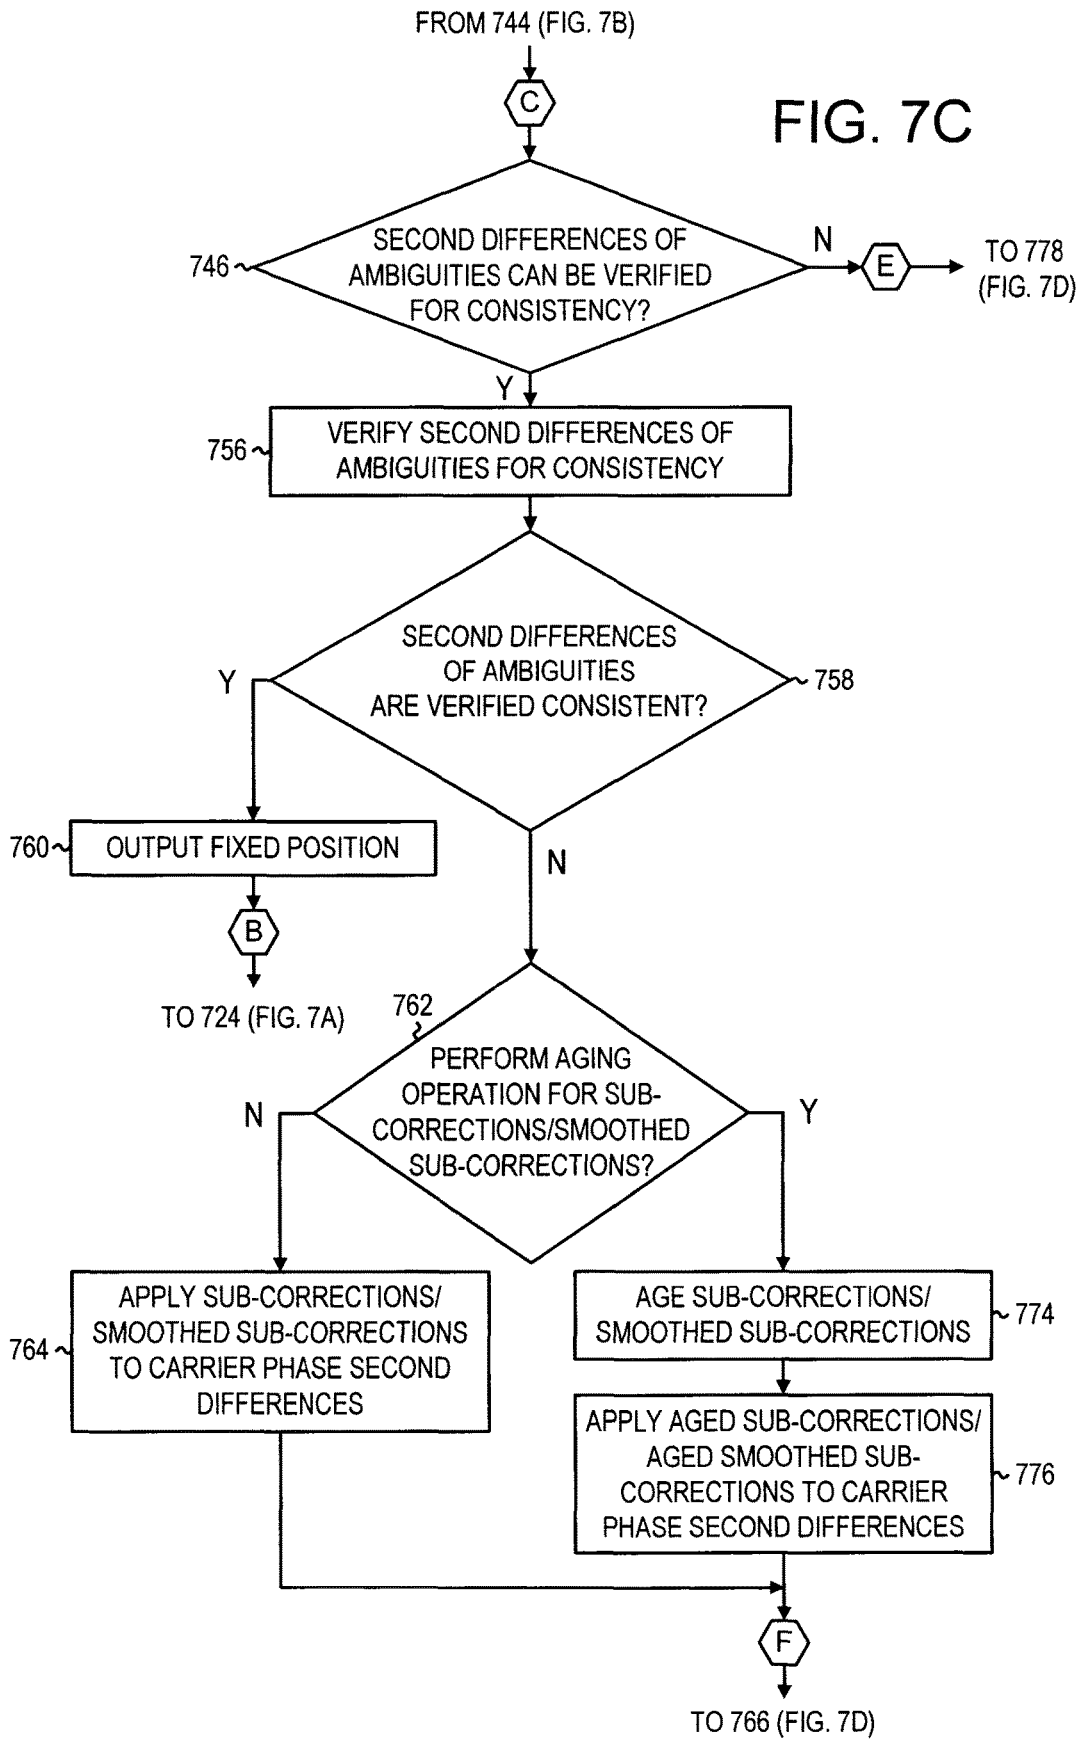 FROM 744 (FIG. 7B)
C
FIG. 7C
746
SECOND DIFFERENCES OF
AMBIGUITIES CAN BE VERIFIED
FOR CONSISTENCY?
N
E
TO 778
(FIG. 7D)
Y
756
VERIFY SECOND DIFFERENCES OF
AMBIGUITIES FOR CONSISTENCY
SECOND DIFFERENCES
OF AMBIGUITIES
ARE VERIFIED CONSISTENT?
Y
758
760
OUTPUT FIXED POSITION
N
B
TO 724 (FIG. 7A)
762
PERFORM AGING
OPERATION FOR SUB-
CORRECTIONS/SMOOTHED
SUB-CORRECTIONS?
N
Y
764
APPLY SUB-CORRECTIONS/
SMOOTHED SUB-CORRECTIONS
TO CARRIER PHASE SECOND
DIFFERENCES
AGE SUB-CORRECTIONS/
SMOOTHED SUB-CORRECTIONS
774
APPLY AGED SUB-CORRECTIONS/
AGED SMOOTHED SUB-
CORRECTIONS TO CARRIER
PHASE SECOND DIFFERENCES
776
F
TO 766 (FIG. 7D)